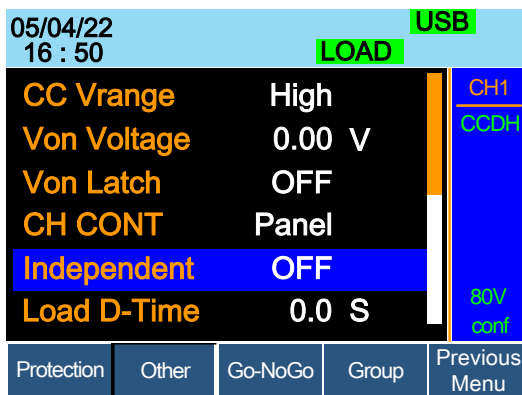 05/04/22 USB
16 : 50 LOAD
CC Vrange High
Von Voltage 0.00 V
Von Latch OFF
CH CONT Panel
Independent OFF
Load D-Time 0.0 S
CH1
CCDH
80V
conf
Protection Other Go-NoGo Group Previous Menu